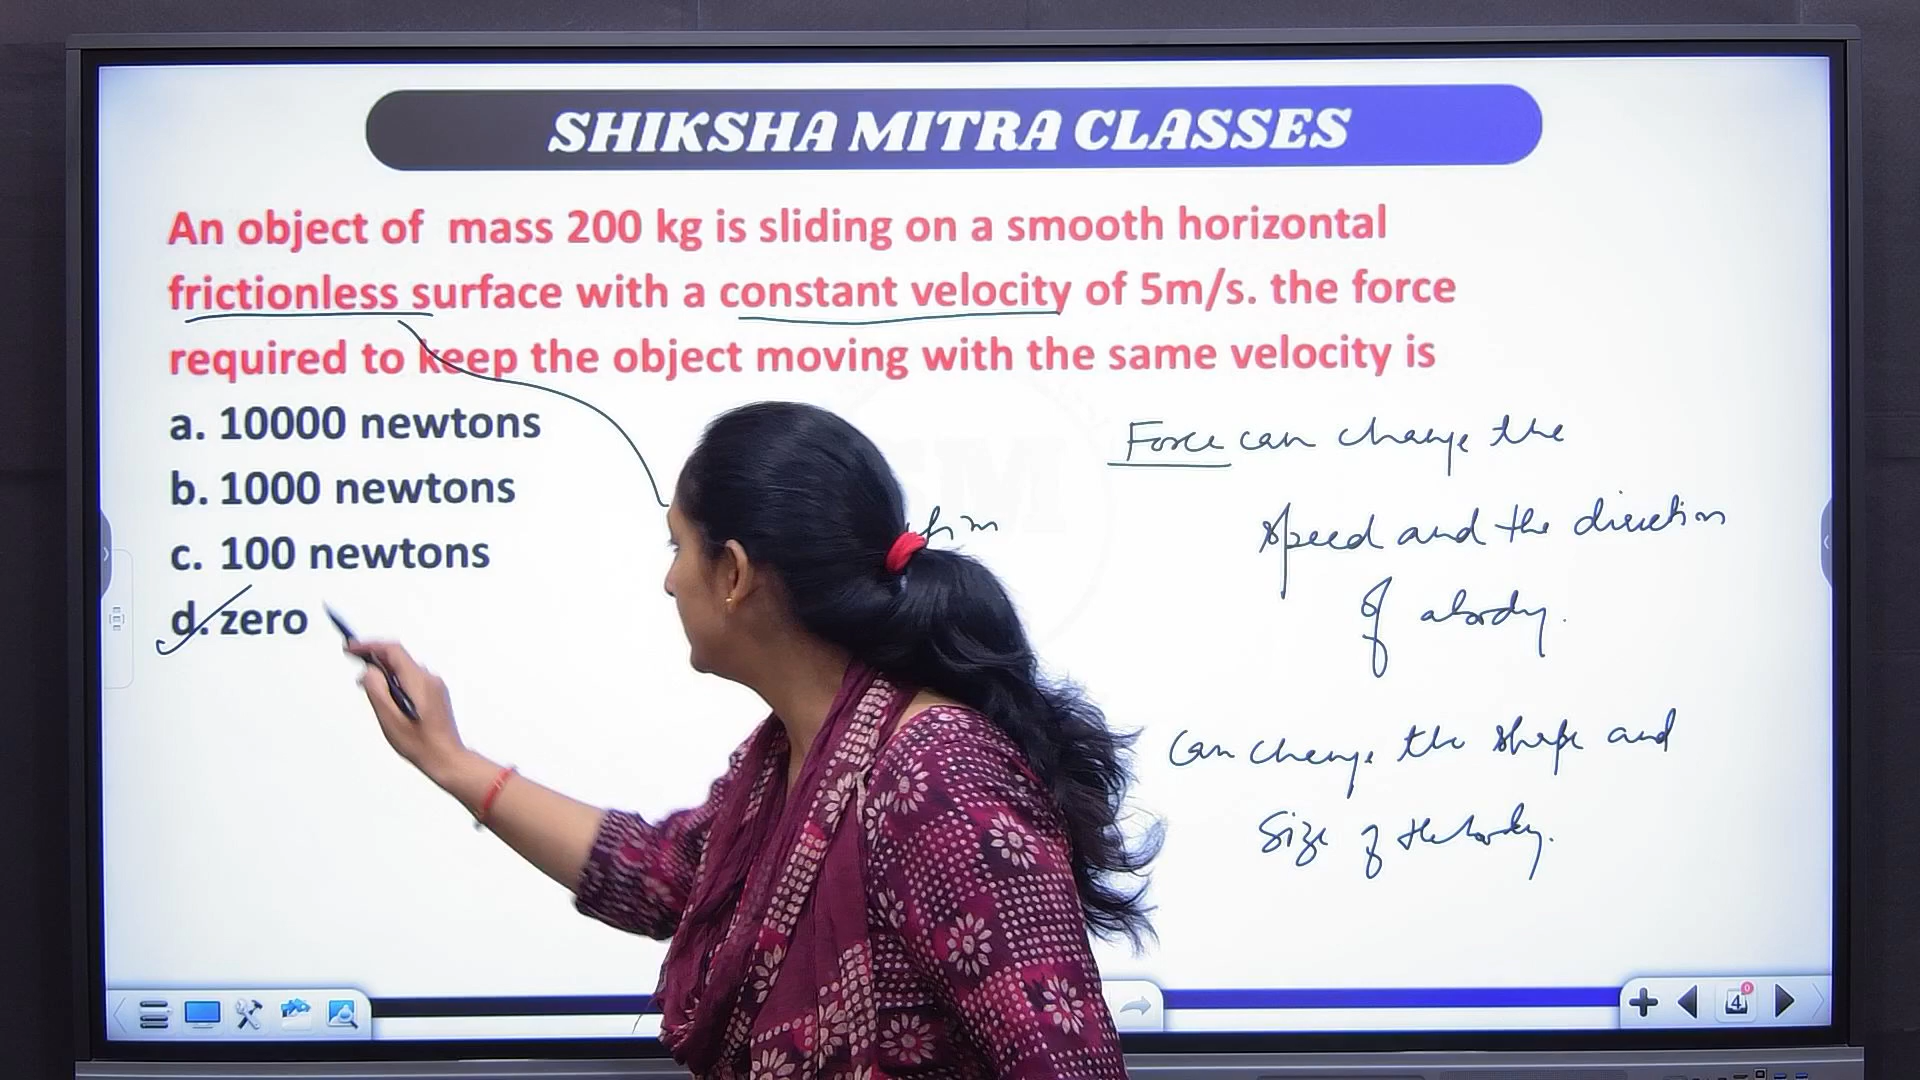 SHIKSHA MITRA CLASSES
An object of mass 200 kg is sliding on a smooth horizontal
frictionless surface with a constant velocity of 5m/s. the force
required to keep the object moving with the same velocity is
a. 10000 newtons
b. 1000 newtons
c. 100 newtons
d. zero
Force can change the
speed and the direction
of a body.
Can change the shape and
Size of the body.
4
0